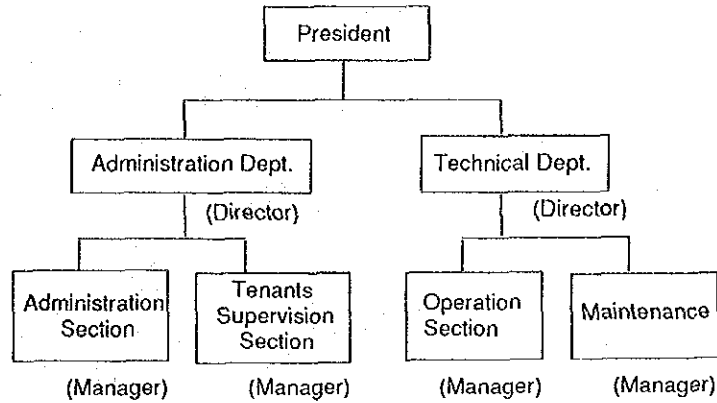 President
Administration Dept.
Technical Dept.
(Director)
(Director)
Administration
Section
Tenants
Supervision
Section
Operation
Section
Maintenance
(Manager)
(Manager)
(Manager)
(Manager)